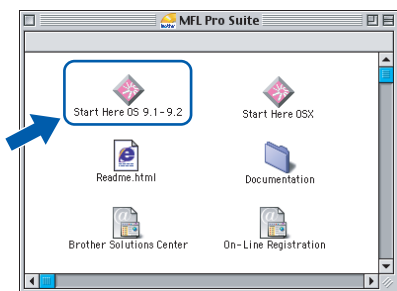 MFL Pro Suite
Start Here OS 9.1-9.2
Start Here OSX
Readme.html
Documentation
Brother Solutions Center
On-Line Registration